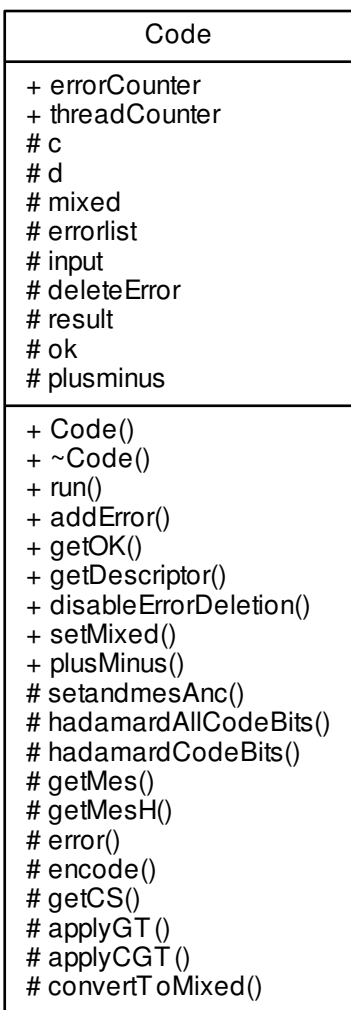 Code
+ errorCounter
+ threadCounter
# c
# d
# mixed
# errorlist
# input
# deleteError
# result
# ok
# plusminus
+ Code()
+ ~Code()
+ run()
+ addError()
+ getOK()
+ getDescriptor()
+ disableErrorDeletion()
+ setMixed()
+ plusMinus()
# setandmesAnc()
# hadamardAllCodeBits()
# hadamardCodeBits()
# getMes()
# getMesH()
# error()
# encode()
# getCS()
# applyGT()
# applyCGT()
# convertToMixed()